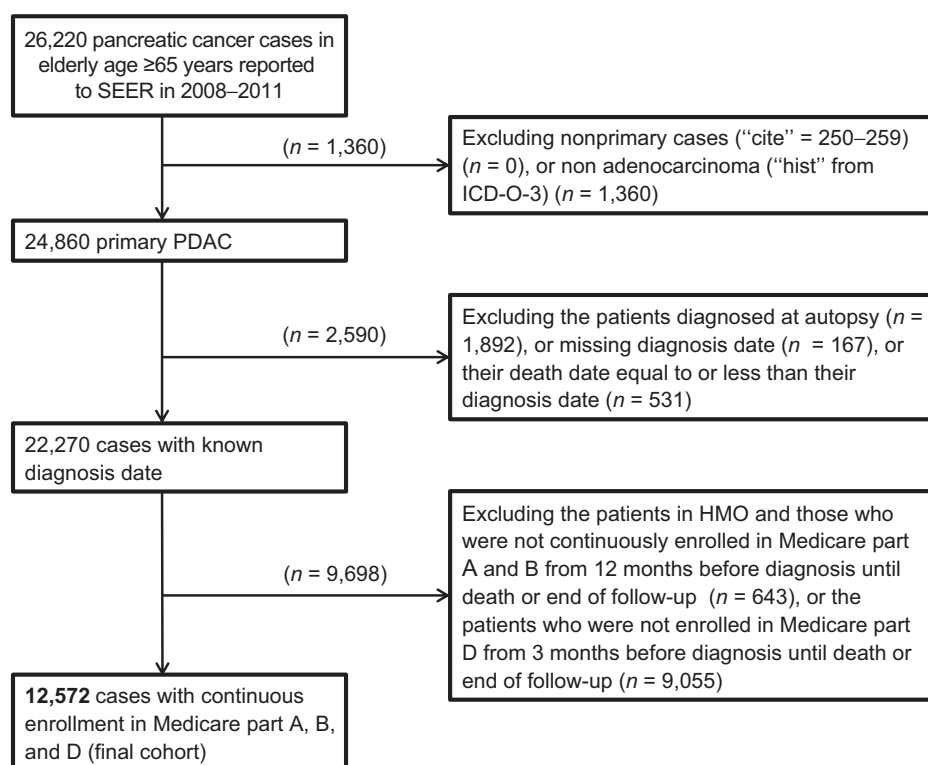 26,220 pancreatic cancer cases in
elderly age ≥65 years reported
to SEER in 2008–2011
(n = 1,360)
Excluding nonprimary cases (‘‘cite’’ = 250–259)
(n = 0), or non adenocarcinoma (‘‘hist’’ from
ICD-O-3) (n = 1,360)
24,860 primary PDAC
(n = 2,590)
Excluding the patients diagnosed at autopsy (n =
1,892), or missing diagnosis date (n = 167), or
their death date equal to or less than their
diagnosis date (n = 531)
22,270 cases with known
diagnosis date
(n = 9,698)
Excluding the patients in HMO and those who
were not continuously enrolled in Medicare part
A and B from 12 months before diagnosis until
death or end of follow-up (n = 643), or the
patients who were not enrolled in Medicare part
D from 3 months before diagnosis until death or
end of follow-up (n = 9,055)
12,572 cases with continuous
enrollment in Medicare part A, B,
and D (final cohort)